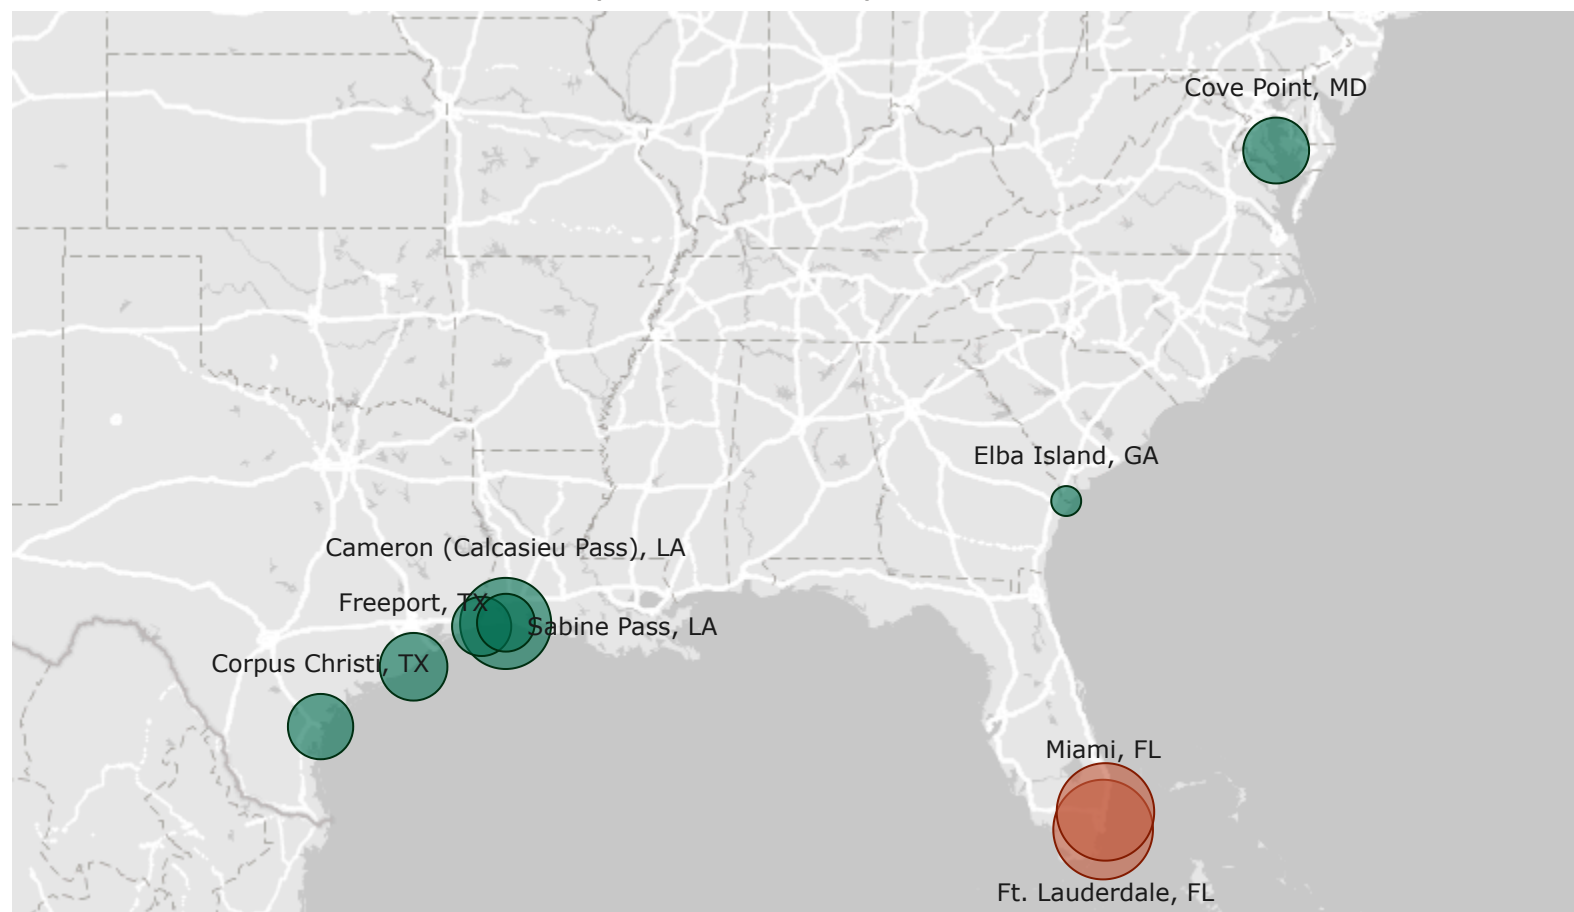 Cove Point, MD
Elba Island, GA
Cameron (Calcasieu Pass), LA
Freeport, TX
Sabine Pass, LA
Corpus Christi, TX
Miami, FL
Ft. Lauderdale, FL